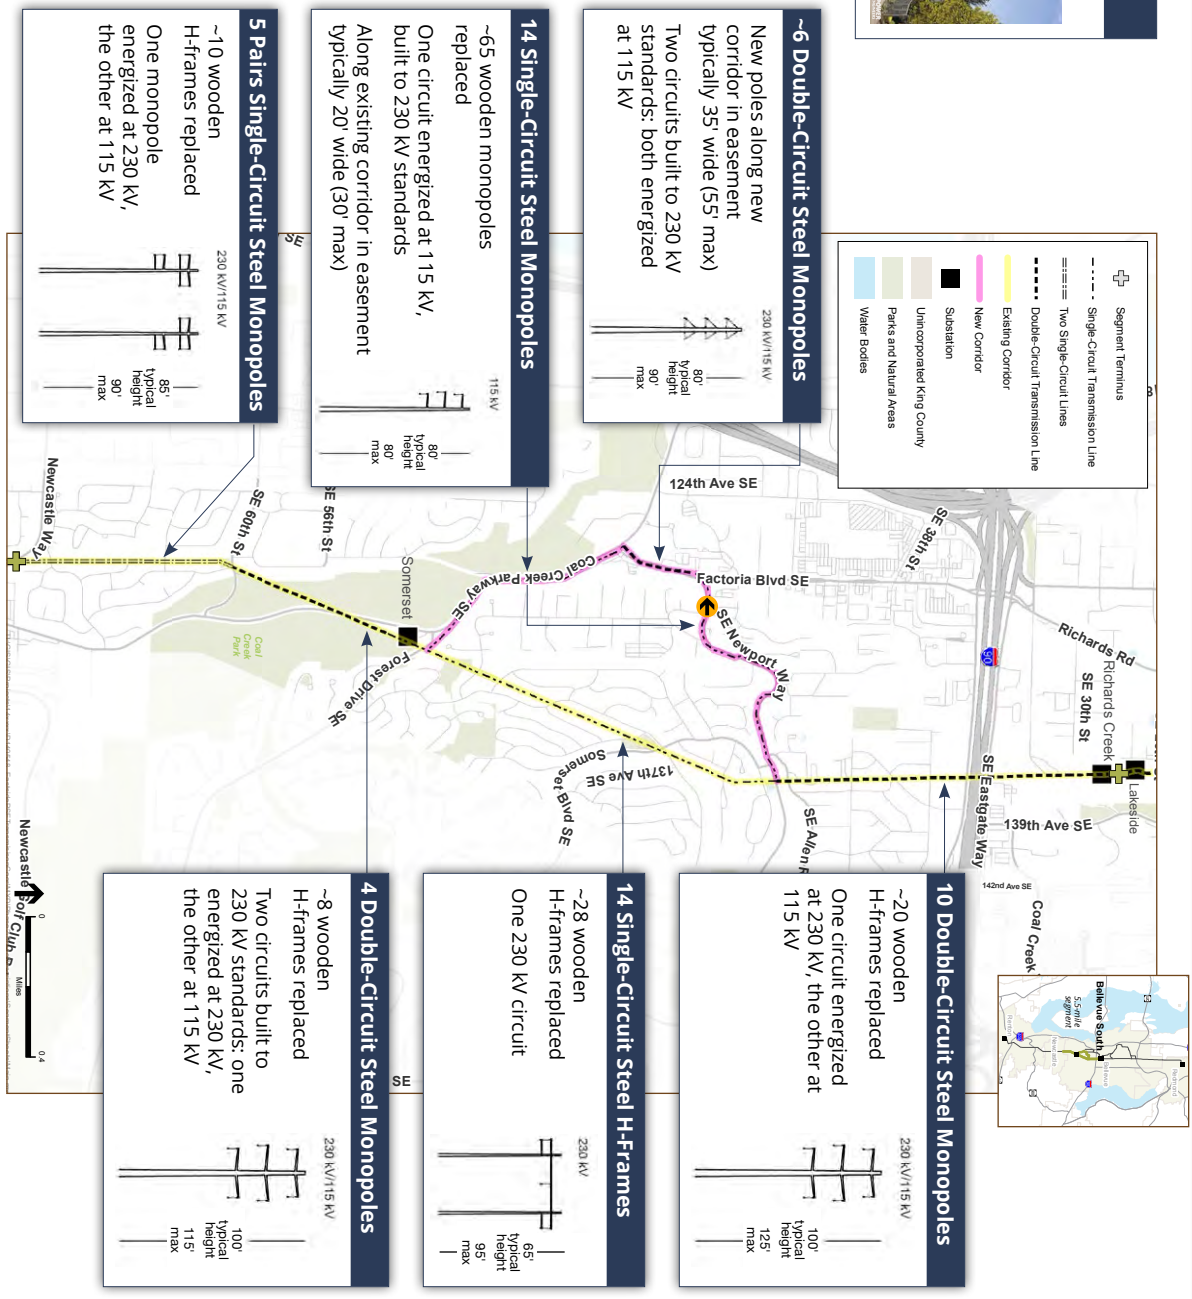 ~6 Double-Circuit Steel Monopoles
New poles along new
corridor in easement
typically 35' wide (55' max)
Two circuits built to 230 kV
standards: both energized
at 115 kV
230 kV/115 kV
80'
typical
height
90'
max
14 Single-Circuit Steel Monopoles
~65 wooden monopoles
replaced
One circuit energized at 115 kV,
built to 230 kV standards
Along existing corridor in easement
typically 20' wide (30' max)
115 kV
80'
typical
height
80'
max
5 Pairs Single-Circuit Steel Monopoles
~10 wooden
H-frames replaced
One monopole
energized at 230 kV,
the other at 115 kV
230 kV/115 kV
85'
typical
height
90'
max
Segment Terminus
Single-Circuit Transmission Line
Two Single-Circuit Lines
Double-Circuit Transmission Line
Existing Corridor
New Corridor
Substation
Unincorporated King County
Parks and Natural Areas
Water Bodies
Lakeside
Richards Creek
SE 30th St
Richards Rd
139th Ave SE
SE Eastgate Way
90
142nd Ave SE
Coal Creek
SE 38th St
124th Ave SE
Factoria Blvd SE
SE Newport Way
SE Allen R
Coal Creek Parkway SE
137th Ave SE
Somerset Blvd SE
Somerset
Forest Drive SE
Coal
Creek
Park
SE 56th St
SE 60th St
Newcastle Way
SE
SE
Newcastle Golf Club
0
0.4
Miles
10 Double-Circuit Steel Monopoles
~20 wooden
H-frames replaced
One circuit energized
at 230 kV, the other at
115 kV
230 kV/115 kV
100'
typical
height
125'
max
14 Single-Circuit Steel H-Frames
~28 wooden
H-frames replaced
One 230 kV circuit
230 kV
65'
typical
height
95'
max
4 Double-Circuit Steel Monopoles
~8 wooden
H-frames replaced
Two circuits built to
230 kV standards: one
energized at 230 kV,
the other at 115 kV
230 kV/115 kV
100'
typical
height
115'
max
Redmond
Bellevue
Bellevue South
5.5-mile
segment
Newcastle
Renton